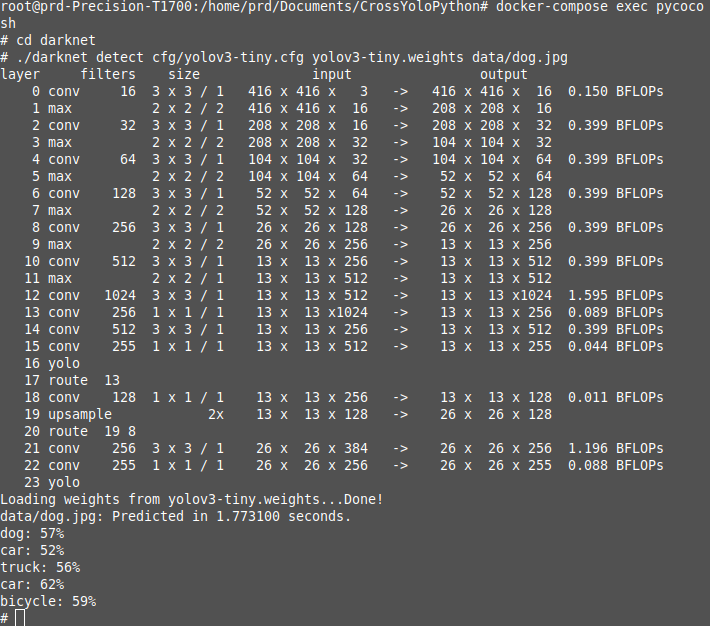 root@prd-Precision-T1700:/home/prd/Documents/CrossYoloPython# docker-compose exec pycoco
sh
# cd darknet
# ./darknet detect cfg/yolov3-tiny.cfg yolov3-tiny.weights data/dog.jpg
layer     filters    size              input                output
    0 conv     16  3 x 3 / 1   416 x 416 x   3   ->   416 x 416 x  16  0.150 BFLOPs
    1 max          2 x 2 / 2   416 x 416 x  16   ->   208 x 208 x  16
    2 conv     32  3 x 3 / 1   208 x 208 x  16   ->   208 x 208 x  32  0.399 BFLOPs
    3 max          2 x 2 / 2   208 x 208 x  32   ->   104 x 104 x  32
    4 conv     64  3 x 3 / 1   104 x 104 x  32   ->   104 x 104 x  64  0.399 BFLOPs
    5 max          2 x 2 / 2   104 x 104 x  64   ->    52 x  52 x  64
    6 conv    128  3 x 3 / 1    52 x  52 x  64   ->    52 x  52 x 128  0.399 BFLOPs
    7 max          2 x 2 / 2    52 x  52 x 128   ->    26 x  26 x 128
    8 conv    256  3 x 3 / 1    26 x  26 x 128   ->    26 x  26 x 256  0.399 BFLOPs
    9 max          2 x 2 / 2    26 x  26 x 256   ->    13 x  13 x 256
   10 conv    512  3 x 3 / 1    13 x  13 x 256   ->    13 x  13 x 512  0.399 BFLOPs
   11 max          2 x 2 / 1    13 x  13 x 512   ->    13 x  13 x 512
   12 conv   1024  3 x 3 / 1    13 x  13 x 512   ->    13 x  13 x1024  1.595 BFLOPs
   13 conv    256  1 x 1 / 1    13 x  13 x1024   ->    13 x  13 x 256  0.089 BFLOPs
   14 conv    512  3 x 3 / 1    13 x  13 x 256   ->    13 x  13 x 512  0.399 BFLOPs
   15 conv    255  1 x 1 / 1    13 x  13 x 512   ->    13 x  13 x 255  0.044 BFLOPs
   16 yolo
   17 route  13
   18 conv    128  1 x 1 / 1    13 x  13 x 256   ->    13 x  13 x 128  0.011 BFLOPs
   19 upsample            2x    13 x  13 x 128   ->    26 x  26 x 128
   20 route  19 8
   21 conv    256  3 x 3 / 1    26 x  26 x 384   ->    26 x  26 x 256  1.196 BFLOPs
   22 conv    255  1 x 1 / 1    26 x  26 x 256   ->    26 x  26 x 255  0.088 BFLOPs
   23 yolo
Loading weights from yolov3-tiny.weights...Done!
data/dog.jpg: Predicted in 1.773100 seconds.
dog: 57%
car: 52%
truck: 56%
car: 62%
bicycle: 59%
#